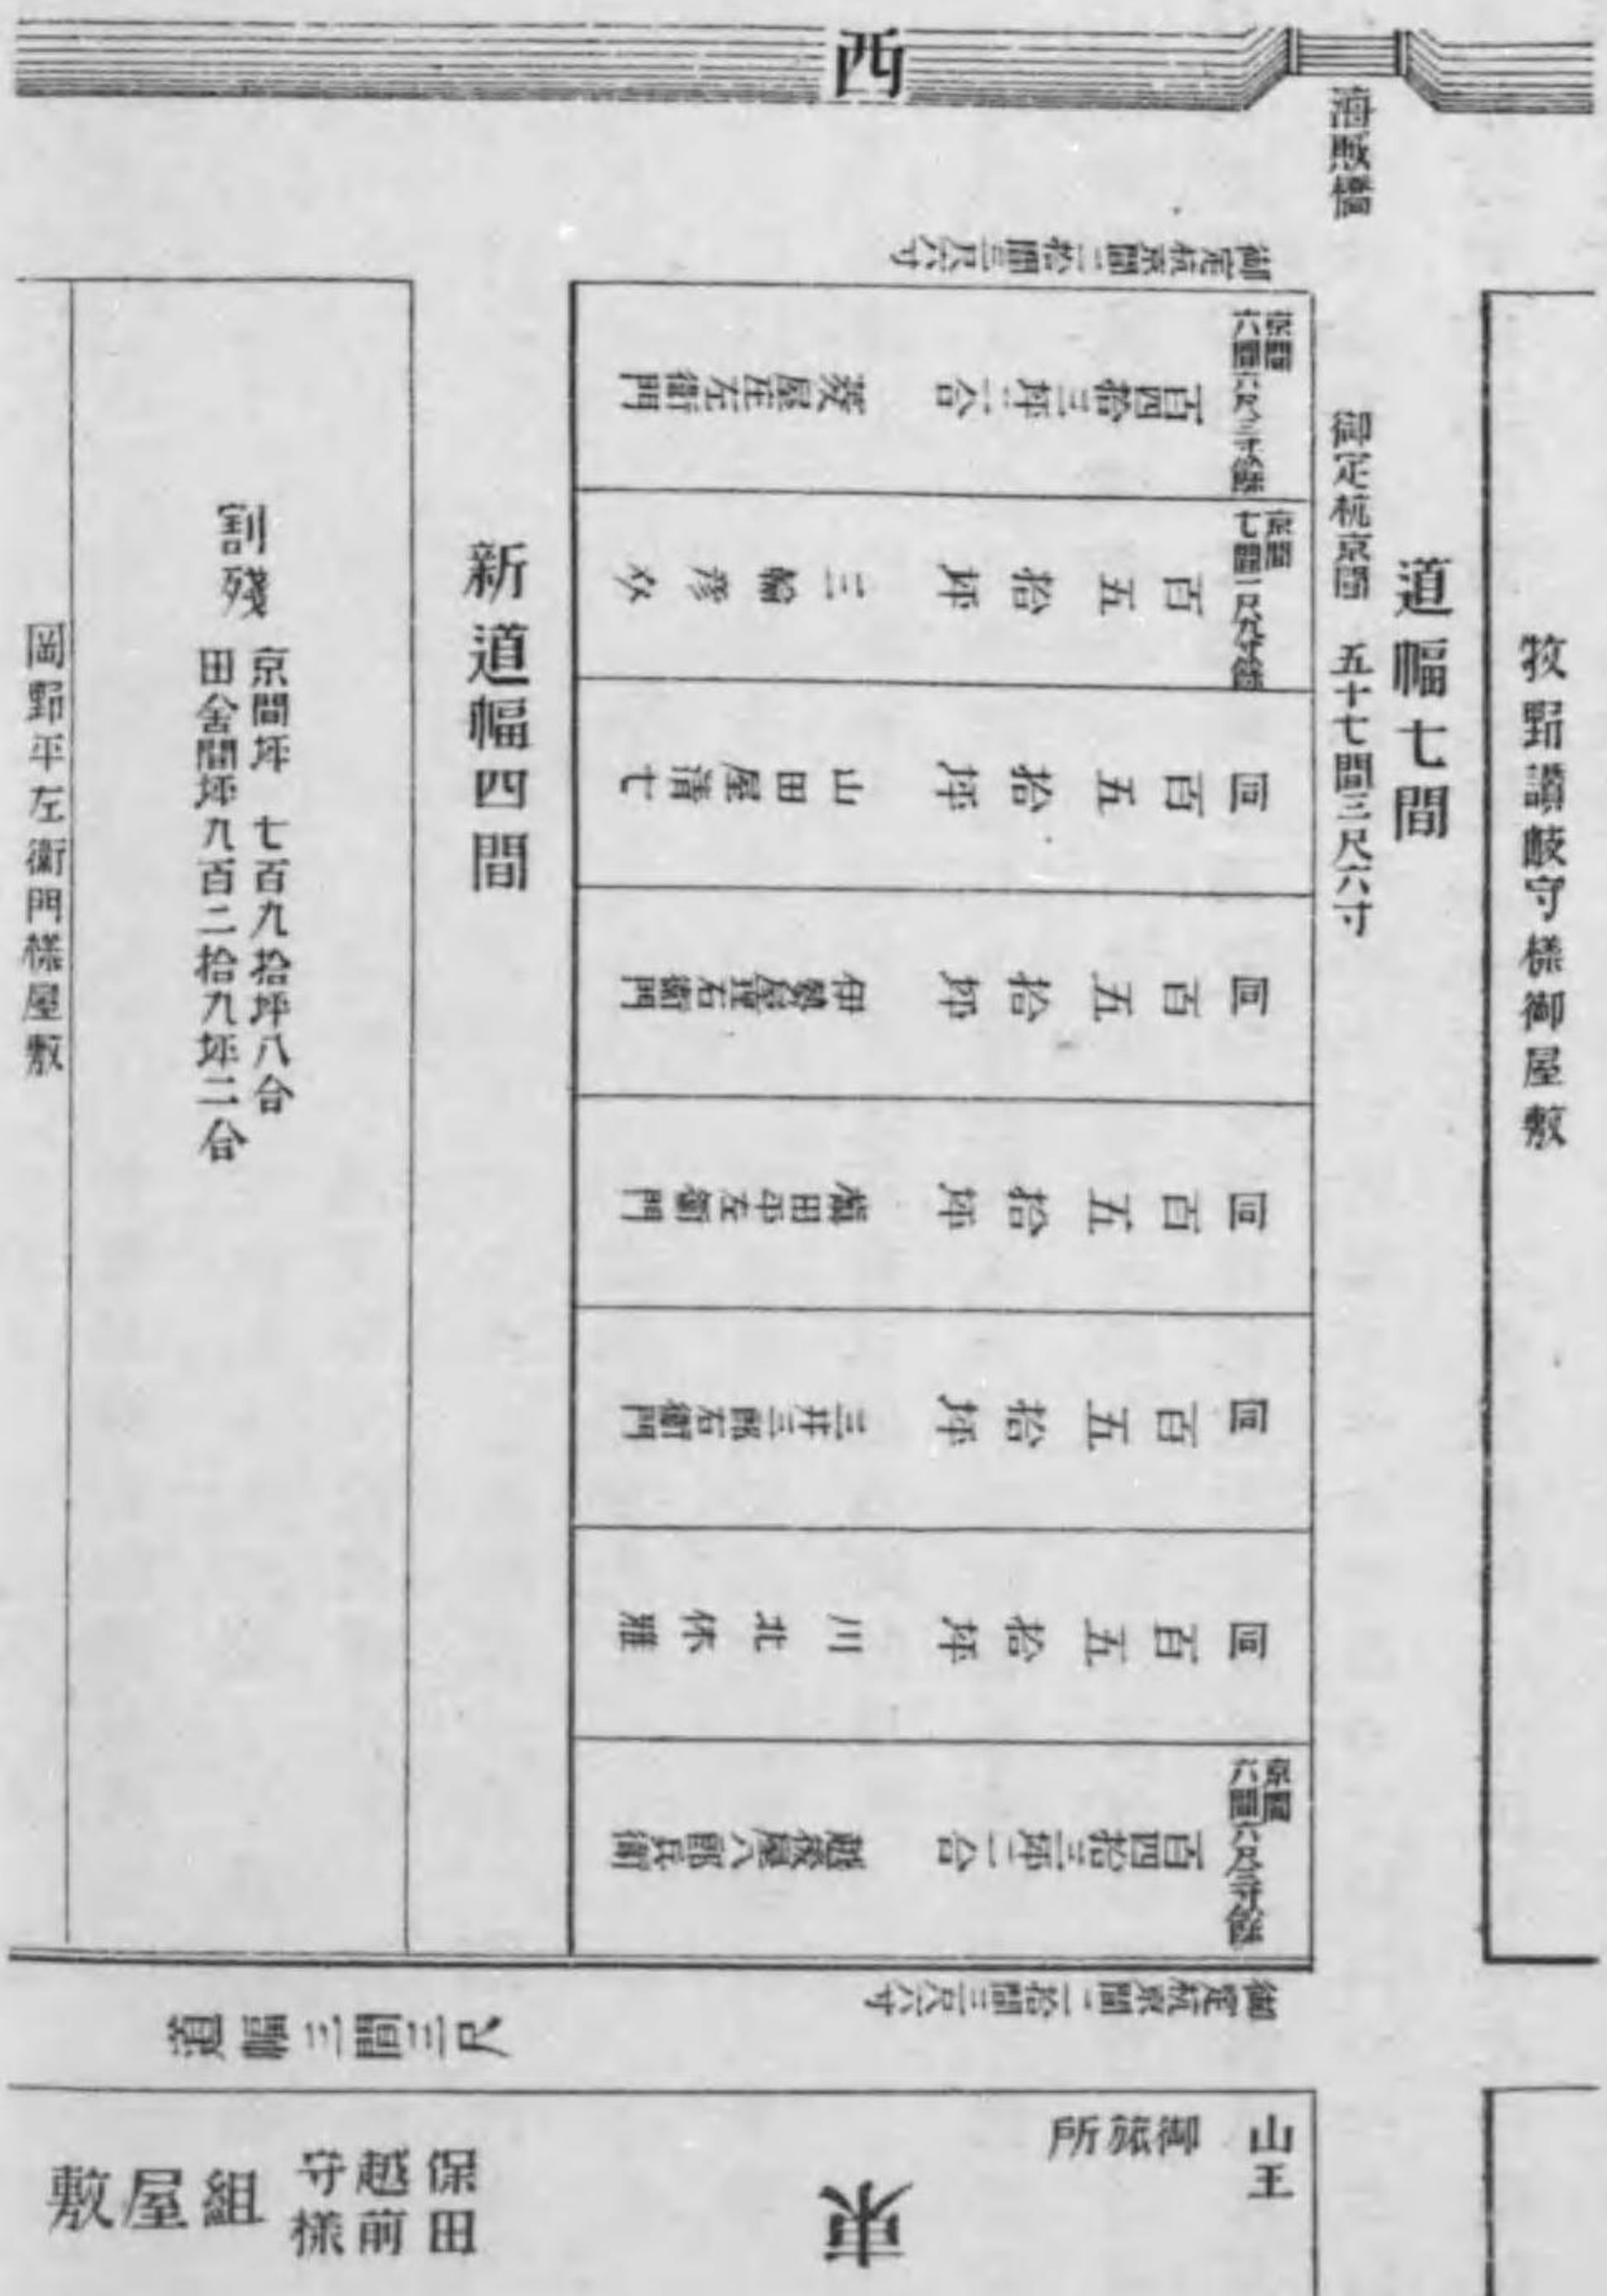 西
海賊橋
牧野讃岐守様御屋敷
道幅七間
御定杭京間 五十七間三尺六寸
御定杭京間二拾間三尺六寸
京間
六間六尺三寸餘
百四拾三坪一合
屋庄左衛門
京間
七間一尺九寸餘
百五拾坪
三輪彦
同
百五拾坪
山田屋清七
同
百五拾坪
伊勢屋重右衛門
同
百五拾坪
田平左衛門
同
百五拾坪
三井三郎右衛門
同
百五拾坪
川北休雅
京間
六間六尺三寸餘
百四拾三坪一合
越後屋八郎兵衛
御定杭京間二拾間三尺六寸
新道幅四間
割殘
京間坪 七百九拾坪八合
田舍間坪九百二拾九坪二合
岡野平左衛門様屋敷
道幅三間三尺
山王
御旅所
東
保田
越前
守様
組屋敷